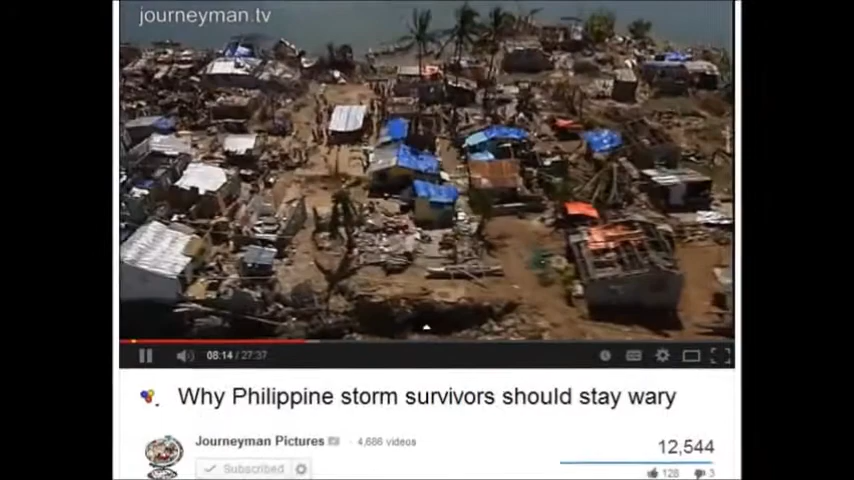 journeyman.tv
08:14 / 27:37
Why Philippine storm survivors should stay wary
Journeyman Pictures · 4,686 videos
12,544
Subscribed
128 3